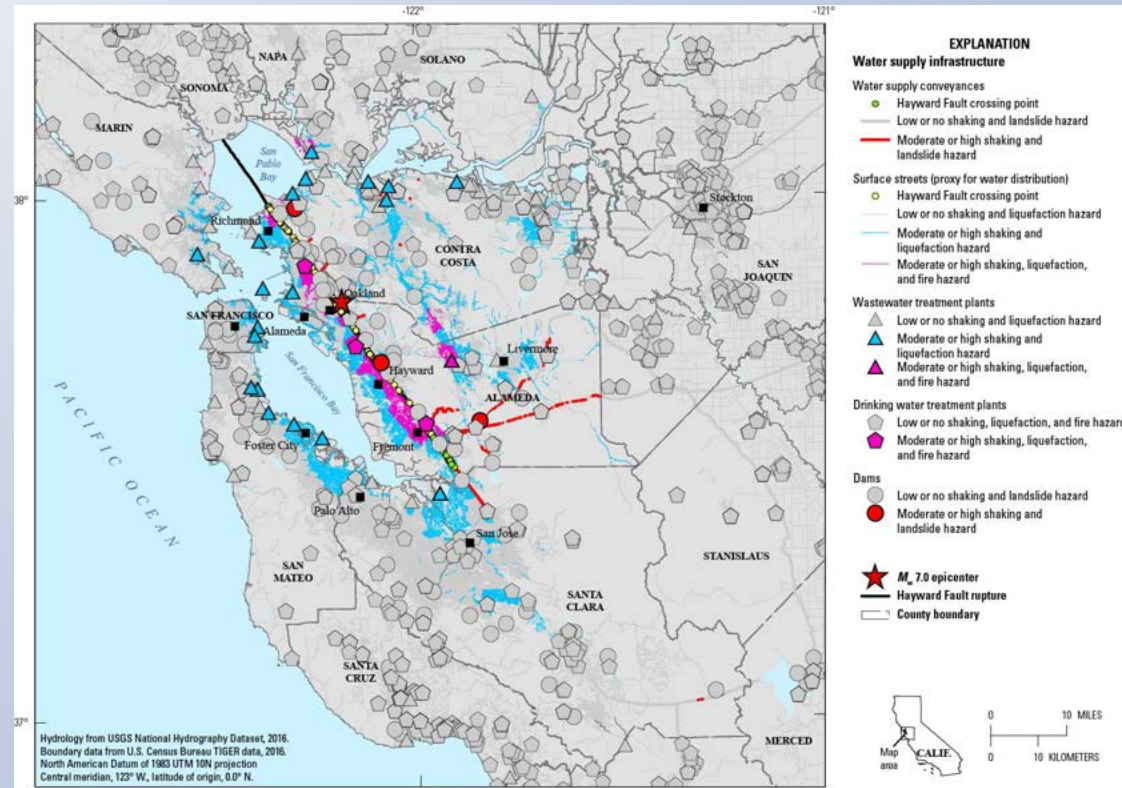 -122°
-121°
NAPA
SOLANO
SONOMA
MARIN
San
Pablo
Bay
38°
Richmond
Stockton
CONTRA
COSTA
SAN
JOAQUIN
Oakland
SAN FRANCISCO
Alameda
Livermore
San Francisco Bay
Hayward
ALAMEDA
PACIFIC OCEAN
Foster City
Fremont
Palo Alto
San Jose
STANISLAUS
SAN
MATEO
SANTA
CLARA
SANTA
CRUZ
37°
MERCED
Hydrology from USGS National Hydrography Dataset, 2016.
Boundary data from U.S. Census Bureau TIGER data, 2016.
North American Datum of 1983 UTM 10N projection
Central meridian, 123° W., latitude of origin, 0.0° N.
EXPLANATION
Water supply infrastructure
Water supply conveyances
Hayward Fault crossing point
Low or no shaking and landslide hazard
Moderate or high shaking and
landslide hazard
Surface streets (proxy for water distribution)
Hayward Fault crossing point
Low or no shaking and liquefaction hazard
Moderate or high shaking and
liquefaction hazard
Moderate or high shaking, liquefaction,
and fire hazard
Wastewater treatment plants
Low or no shaking and liquefaction hazard
Moderate or high shaking and
liquefaction hazard
Moderate or high shaking, liquefaction,
and fire hazard
Drinking water treatment plants
Low or no shaking, liquefaction, and fire hazard
Moderate or high shaking, liquefaction,
and fire hazard
Dams
Low or no shaking and landslide hazard
Moderate or high shaking and
landslide hazard
Mw 7.0 epicenter
Hayward Fault rupture
County boundary
Map
area
CALIF.
0 10 MILES
0 10 KILOMETERS